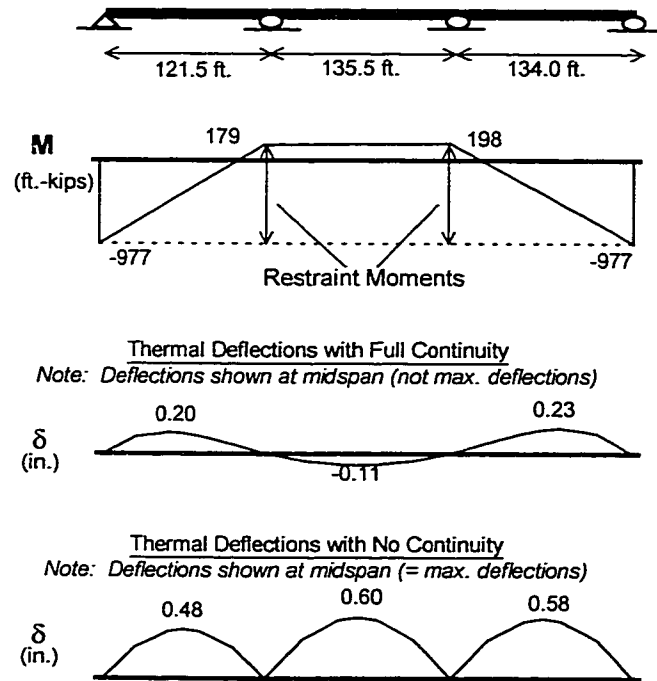 121.5 ft. 135.5 ft. 134.0 ft.
M
(ft.-kips)
179 198
-977 -977
Restraint Moments
Thermal Deflections with Full Continuity
Note: Deflections shown at midspan (not max. deflections)
0.20 0.23
δ
(in.)
-0.11
Thermal Deflections with No Continuity
Note: Deflections shown at midspan (= max. deflections)
0.48 0.60 0.58
δ
(in.)